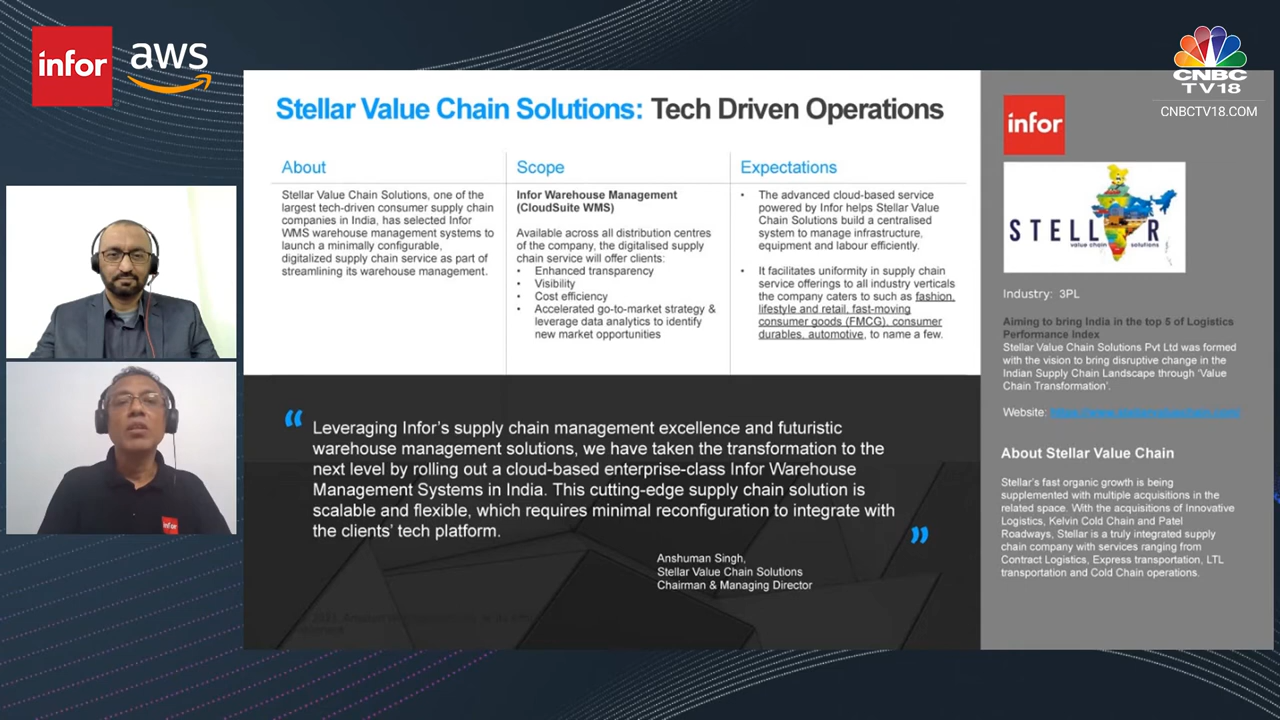 infor
aws
CNBC
TV18
CNBCTV18.COM
Stellar Value Chain Solutions: Tech Driven Operations
About
Stellar Value Chain Solutions, one of the
largest tech-driven consumer supply chain
companies in India, has selected Infor
WMS warehouse management systems to
launch a minimally configurable,
digitalized supply chain service as part of
streamlining its warehouse management.
Scope
Infor Warehouse Management
(CloudSuite WMS)
Available across all distribution centres
of the company, the digitalised supply
chain service will offer clients:
• Enhanced transparency
• Visibility
• Cost efficiency
• Accelerated go-to-market strategy &
leverage data analytics to identify
new market opportunities
Expectations
• The advanced cloud-based service
powered by Infor helps Stellar Value
Chain Solutions build a centralised
system to manage infrastructure,
equipment and labour efficiently.
• It facilitates uniformity in supply chain
service offerings to all industry verticals
the company caters to such as fashion,
lifestyle and retail, fast-moving
consumer goods (FMCG), consumer
durables, automotive, to name a few.
“ Leveraging Infor’s supply chain management excellence and futuristic
warehouse management solutions, we have taken the transformation to the
next level by rolling out a cloud-based enterprise-class Infor Warehouse
Management Systems in India. This cutting-edge supply chain solution is
scalable and flexible, which requires minimal reconfiguration to integrate with
the clients’ tech platform. ”
Anshuman Singh,
Stellar Value Chain Solutions
Chairman & Managing Director
infor
STELLAR
value chain solutions
Industry: 3PL
Aiming to bring India in the top 5 of Logistics
Performance Index
Stellar Value Chain Solutions Pvt Ltd was formed
with the vision to bring disruptive change in the
Indian Supply Chain Landscape through ‘Value
Chain Transformation’.
Website:
About Stellar Value Chain
Stellar’s fast organic growth is being
supplemented with multiple acquisitions in the
related space. With the acquisitions of Innovative
Logistics, Kelvin Cold Chain and Patel
Roadways, Stellar is a truly integrated supply
chain company with services ranging from
Contract Logistics, Express transportation, LTL
transportation and Cold Chain operations.
infor